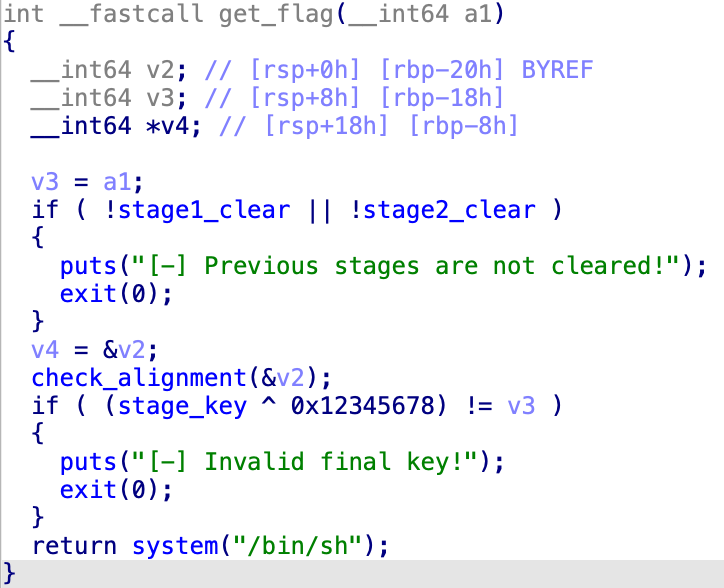 int __fastcall get_flag(__int64 a1)
{
  __int64 v2; // [rsp+0h] [rbp-20h] BYREF
  __int64 v3; // [rsp+8h] [rbp-18h]
  __int64 *v4; // [rsp+18h] [rbp-8h]

  v3 = a1;
  if ( !stage1_clear || !stage2_clear )
  {
    puts("[-] Previous stages are not cleared!");
    exit(0);
  }
  v4 = &v2;
  check_alignment(&v2);
  if ( (stage_key ^ 0x12345678) != v3 )
  {
    puts("[-] Invalid final key!");
    exit(0);
  }
  return system("/bin/sh");
}